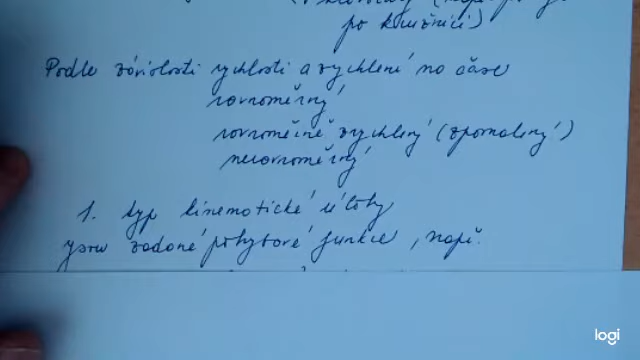 po kružnici)
Podle závislosti rychlosti a zrychlení na čase
rovnoměrný
rovnoměrně zrychlený (zpomalený)
nerovnoměrný
1. typ kinematické úlohy
jsou zadané pohybové funkce, např.
logi